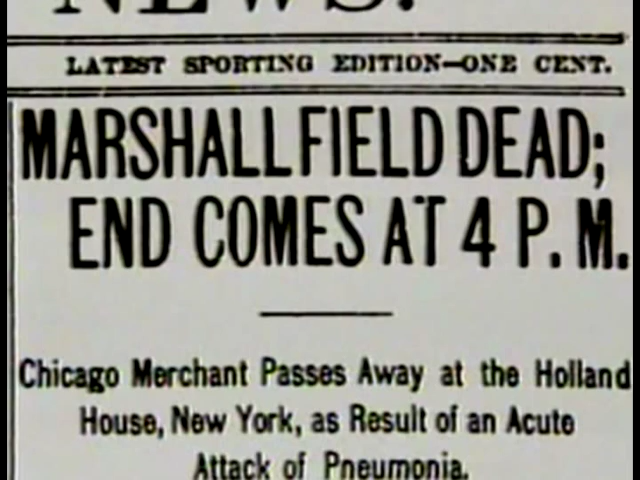 NEWS.
LATEST SPORTING EDITION—ONE CENT.
MARSHALL FIELD DEAD;
END COMES AT 4 P. M.
Chicago Merchant Passes Away at the Holland
House, New York, as Result of an Acute
Attack of Pneumonia.